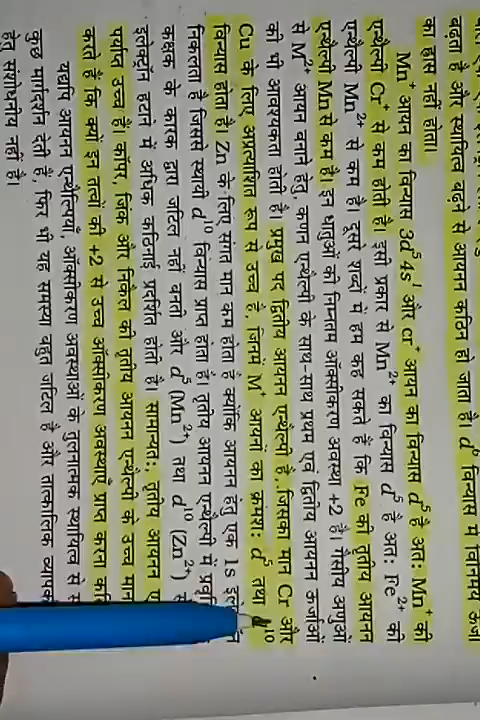 बढ़ता है और स्थायित्व बढ़ने से आयनन कठिन हो जाता है। d⁵ विन्यास में विनिमय ऊर्जा
का ह्रास नहीं होता।
Mn⁺ आयन का विन्यास 3d⁵ 4s¹ और cr⁺ आयन का विन्यास d⁵ है अतः Mn⁺ की
एन्थैल्पी Cr⁺ से कम होती है। इसी प्रकार से Mn²⁺ का विन्यास d⁵ है अतः Fe²⁺ की
एन्थैल्पी Mn²⁺ से कम है। दूसरे शब्दों में हम कह सकते हैं कि Fe की तृतीय आयनन
एन्थैल्पी Mn से कम है। इन धातुओं की निम्नतम ऑक्सीकरण अवस्था +2 है। गैसीय अणुओं
से M²⁺ आयन बनाने हेतु, कणन एन्थैल्पी के साथ-साथ प्रथम एवं द्वितीय आयनन ऊर्जाओं
की भी आवश्यकता होती है। प्रमुख पद द्वितीय आयनन एन्थैल्पी है, जिसका मान Cr और
Cu के लिए अप्रत्याशित रूप से उच्च है, जिनमें M⁺ आयनों का क्रमशः d⁵ तथा d¹⁰
विन्यास होता है। Zn के लिए संगत मान कम होता है क्योंकि आयनन हेतु एक 1s
निकलता है जिससे स्थायी d¹⁰ विन्यास प्राप्त होता है। तृतीय आयनन एन्थैल्पी में
कक्षक के कारक द्वारा जटिल नहीं बनती और d⁵ (Mn²⁺) तथा d¹⁰ (Zn²⁺)
इलेक्ट्रॉन हटाने में अधिक कठिनाई प्रदर्शित होती है। सामान्यतः तृतीय आयनन
पर्याप्त उच्च हैं। कॉपर, जिंक और निकैल की तृतीय आयनन एन्थैल्पी के उच्च मान
करते हैं कि क्यों इन तत्वों की +2 से उच्च ऑक्सीकरण अवस्थाएँ प्राप्त करना
यद्यपि आयनन एन्थैल्पियाँ, ऑक्सीकरण अवस्थाओं के तुलनात्मक स्थायित्व से
कुछ मार्गदर्शन देती हैं, फिर भी यह समस्या बहुत जटिल है और तात्कालिक व्यापक
हेतु संशोधनीय नहीं है।